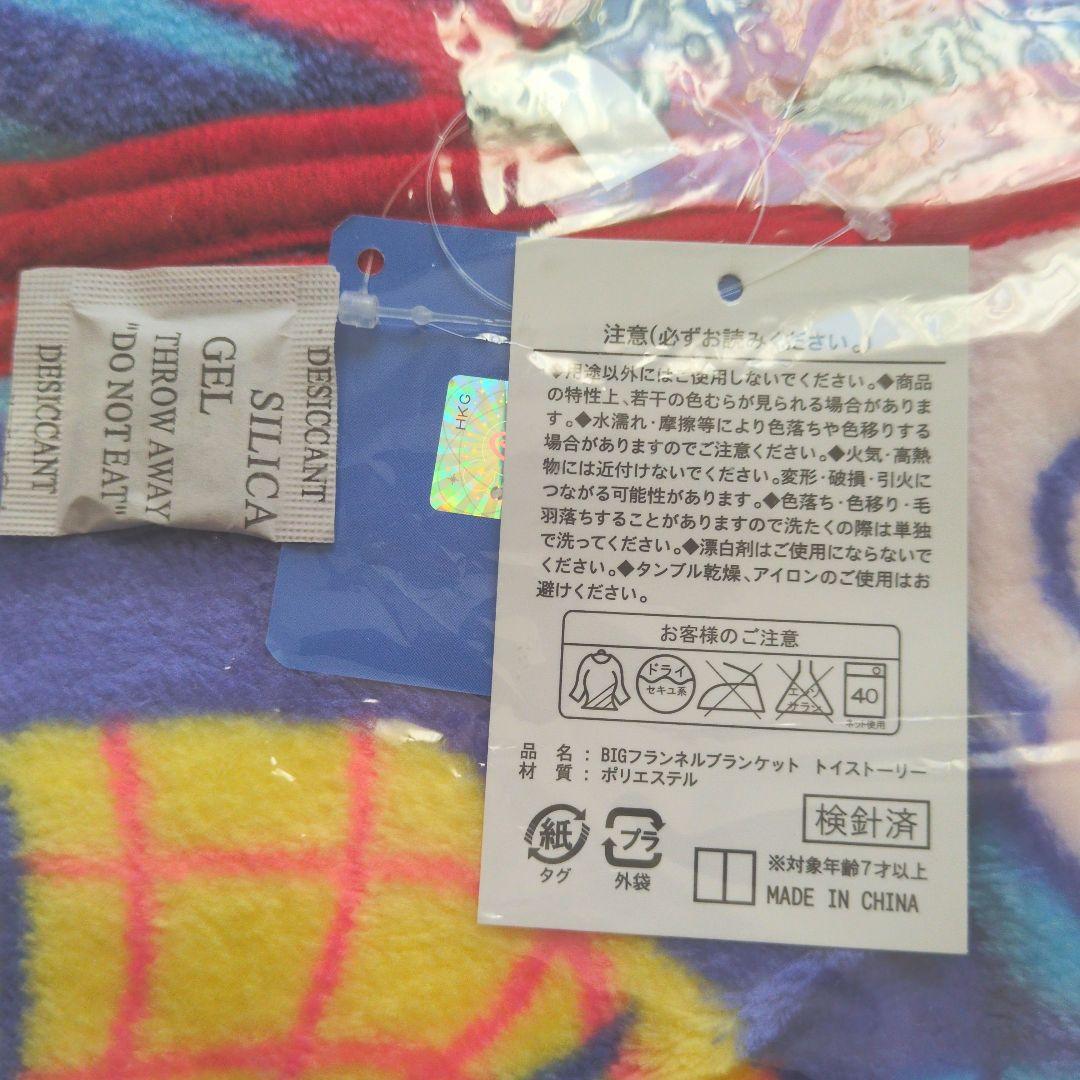 DESICCANT
SILICA
GEL
THROW AWAY
"DO NOT EAT"
DESICCANT
HKG
注意(必ずお読みください。)
◆用途以外にはご使用しないでください。◆商品
の特性上、若干の色むらが見られる場合がありま
す。◆水濡れ・摩擦等により色落ちや色移りする
場合がありますのでご注意ください。◆火気・高熱
物には近付けないでください。変形・破損・引火に
つながる可能性があります。◆色落ち・色移り・毛
羽落ちすることがありますので洗たくの際は単独
で洗ってください。◆漂白剤はご使用にならないで
ください。◆タンブル乾燥、アイロンのご使用はお
避けください。
お客様のご注意
ドライ
セキユ系
エンソ
サラシ
40
ネット使用
品 名 : BIGフランネルブランケット トイストーリー
材 質 : ポリエステル
紙
タグ
プラ
外袋
検針済
※対象年齢7才以上
MADE IN CHINA